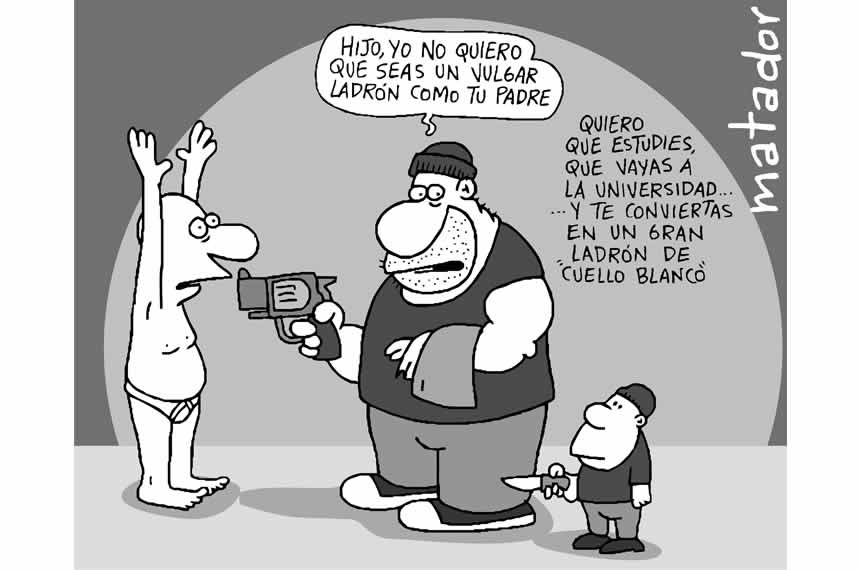 HIJO, YO NO QUIERO
QUE SEAS UN VULGAR
LADRÓN COMO TU PADRE
QUIERO
QUE ESTUDIES,
QUE VAYAS A
LA UNIVERSIDAD...
...Y TE CONVIERTAS
EN UN GRAN
LADRÓN DE
"CUELLO BLANCO"
matador